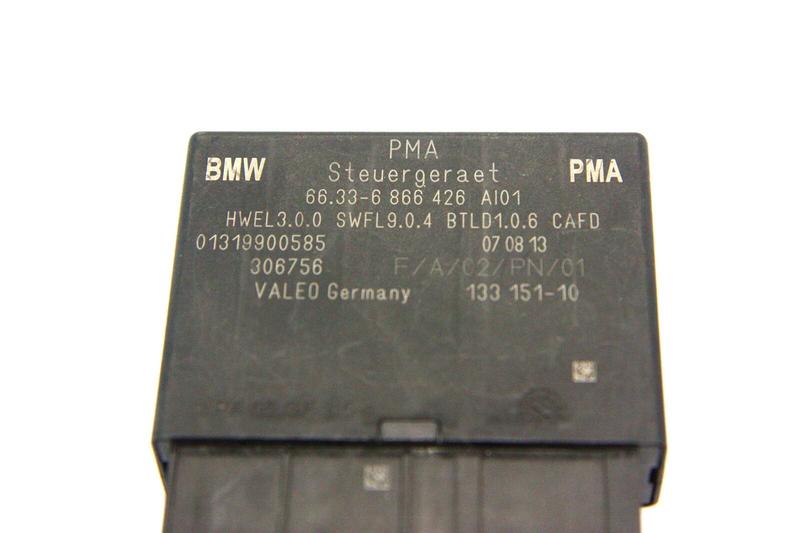 PMA
BMW Steuergeraet PMA
66.33-6 866 426 AI01
HWEL3.0.0 SWFL9.0.4 BTLD1.0.6 CAFD
01319900585 07 08 13
306756 F/A/02/PN/01
VALEO Germany 133 151-10